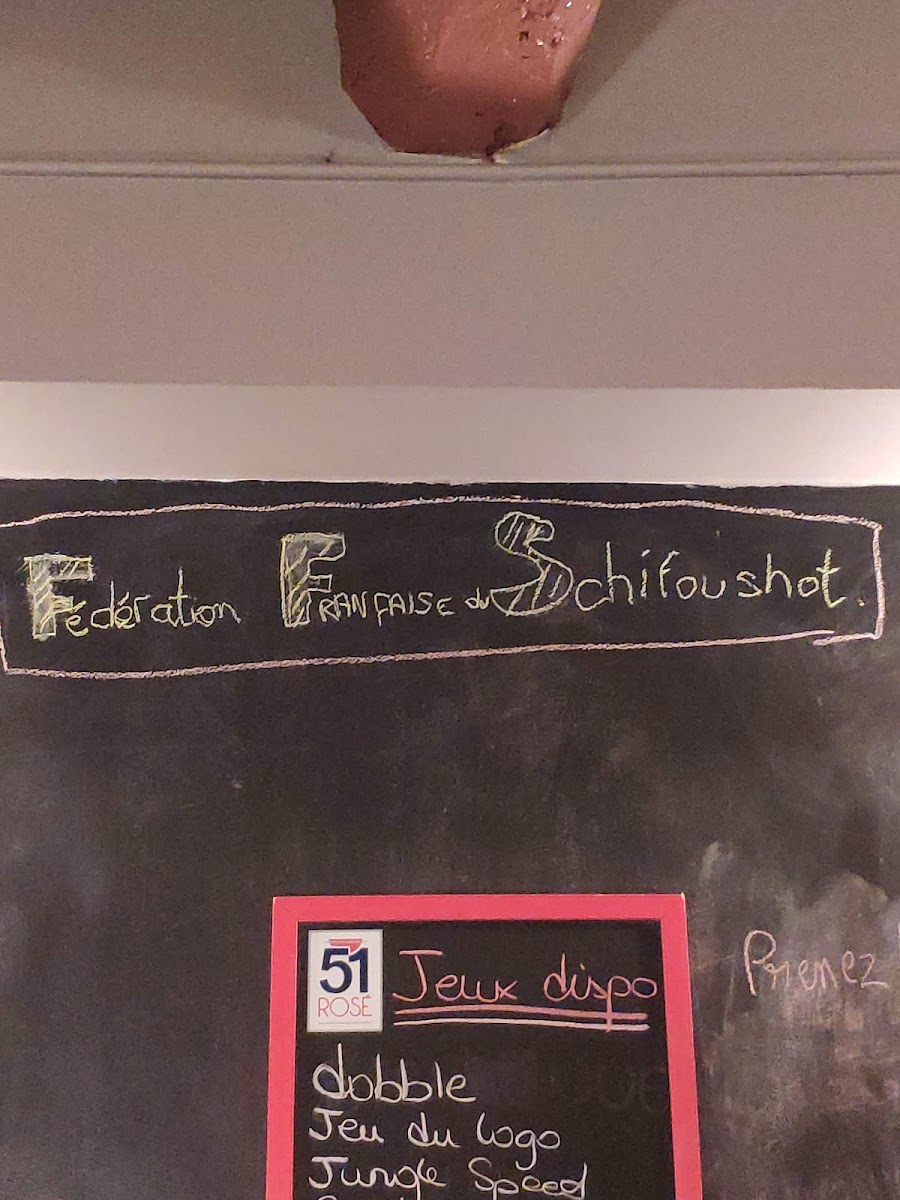 Fédération FRANÇAISE du Schifoushot.
51
ROSÉ
Jeux dispo
Prenez
dobble
Jeu du logo
Jungle Speed